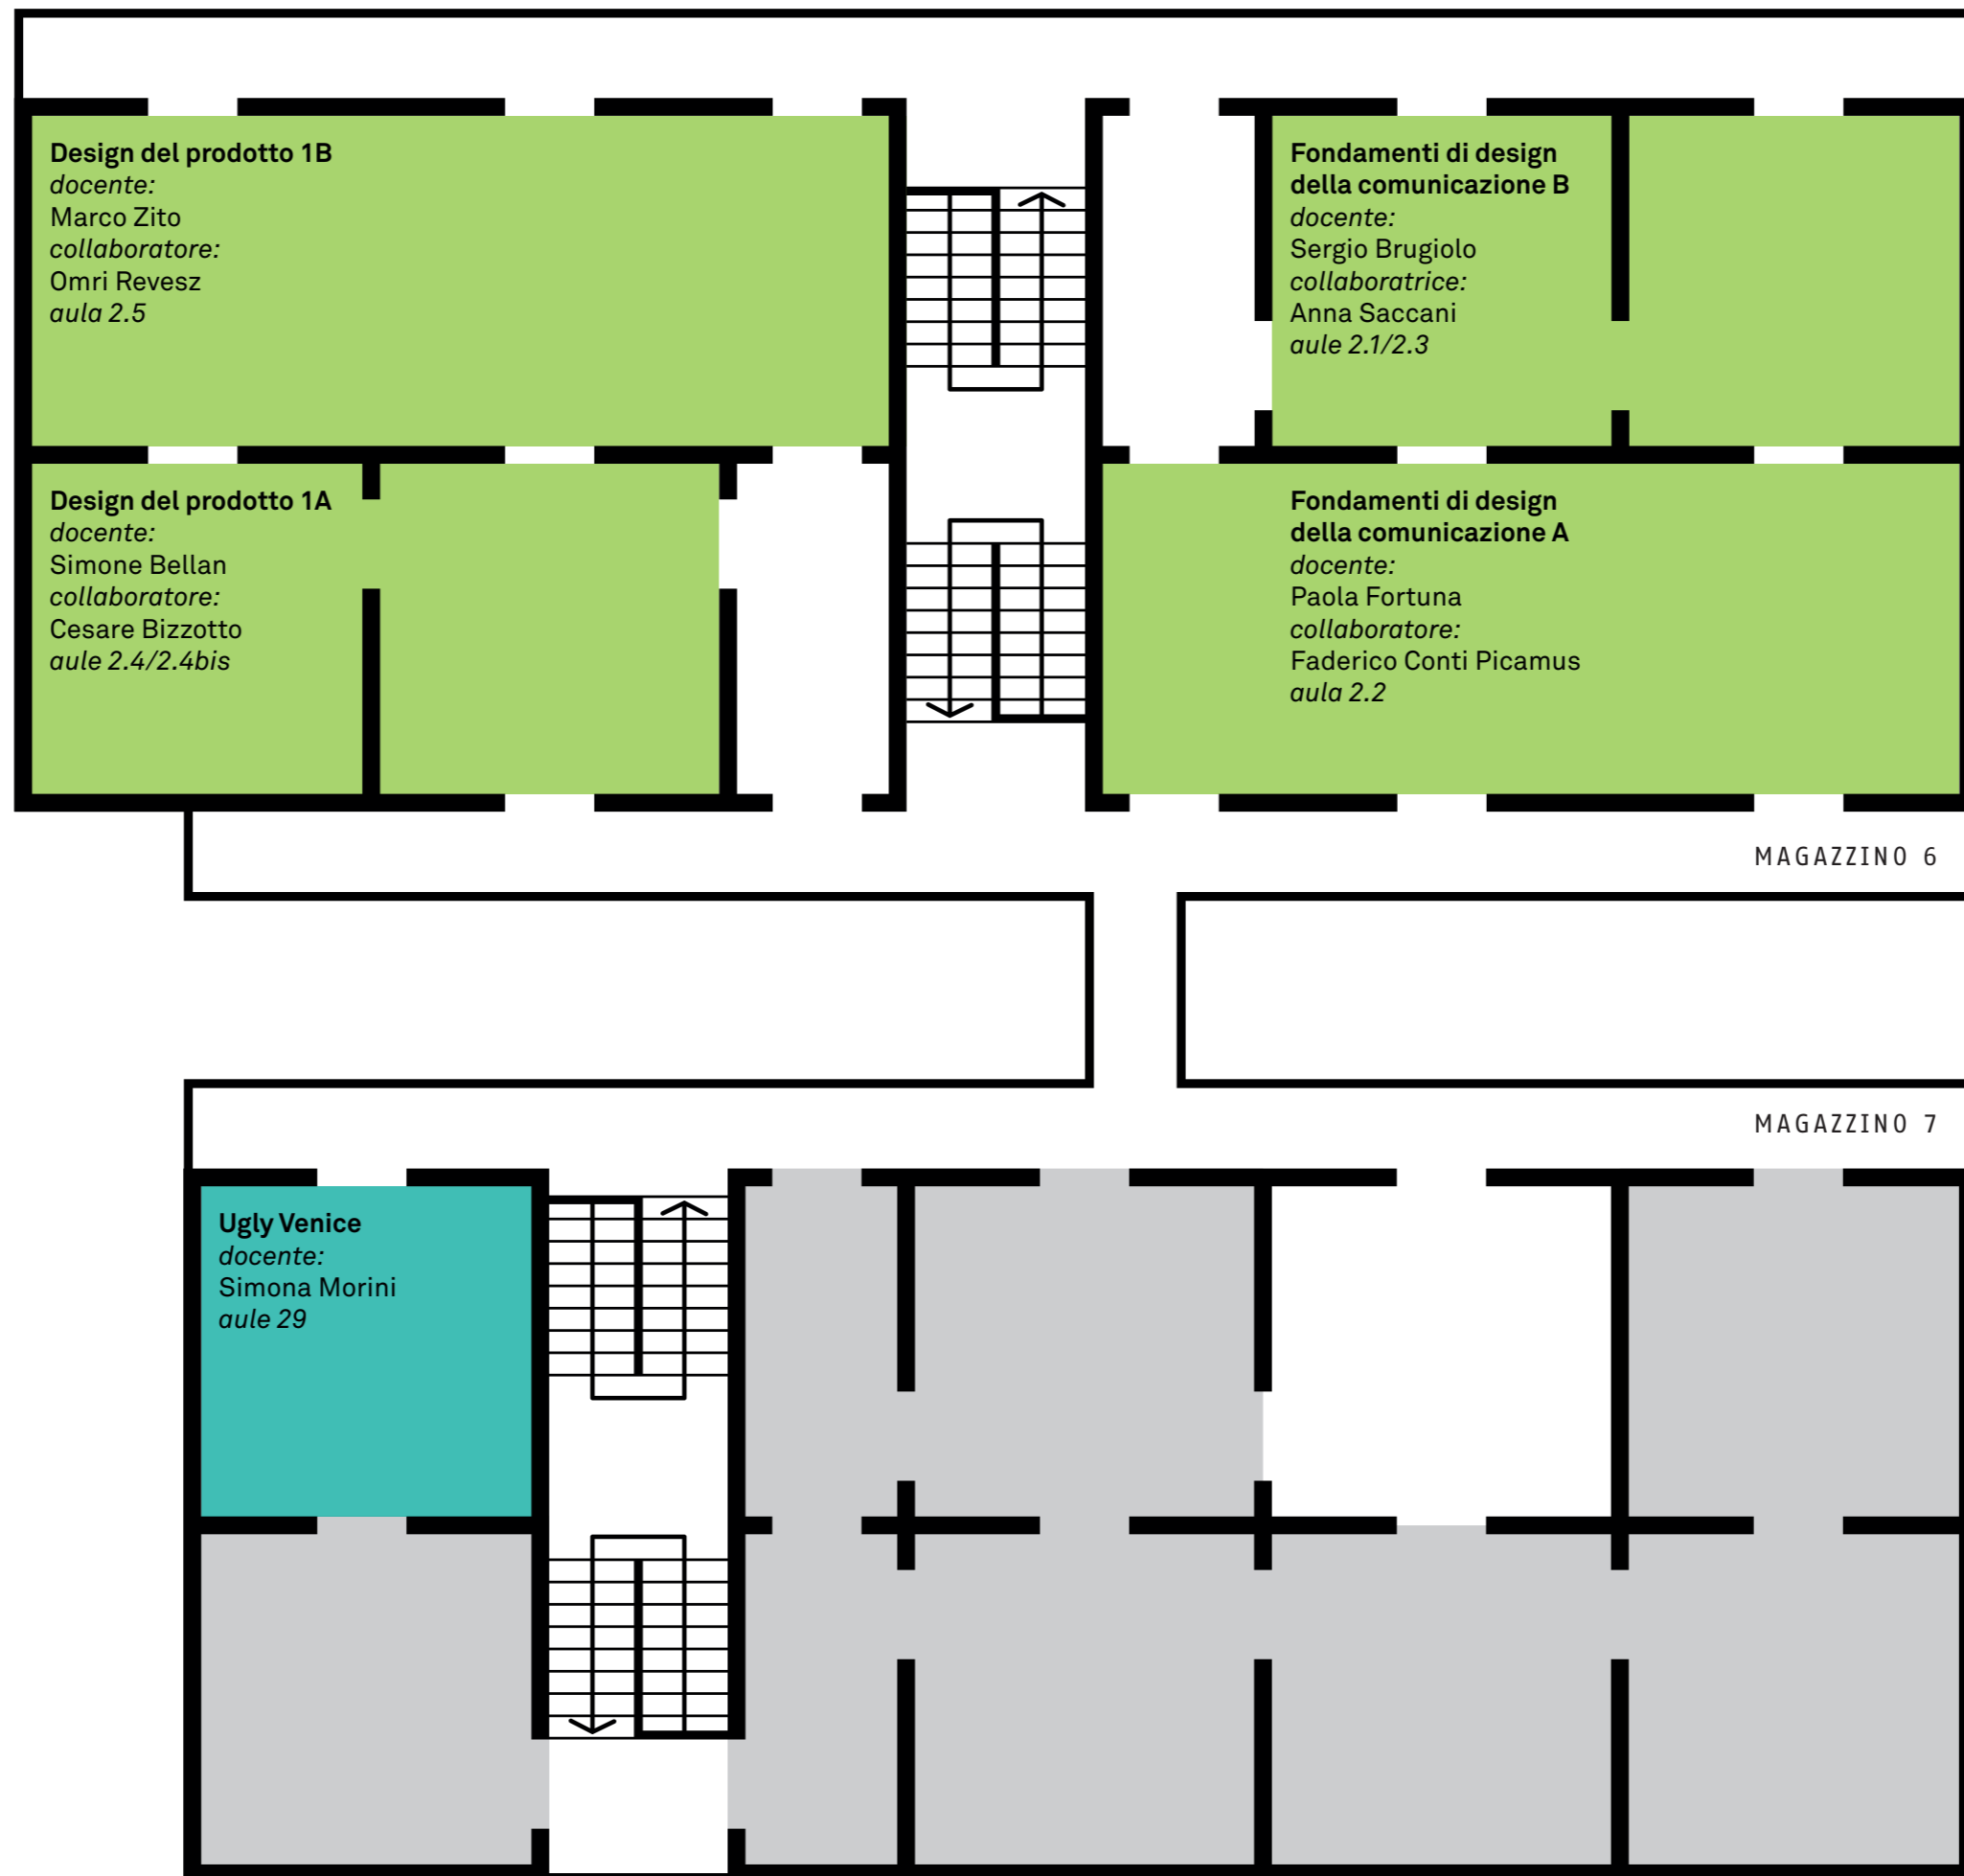 Design del prodotto 1B
docente:
Marco Zito
collaboratore:
Omri Revesz
aula 2.5
Fondamenti di design
della comunicazione B
docente:
Sergio Brugiolo
collaboratrice:
Anna Saccani
aule 2.1/2.3
Design del prodotto 1A
docente:
Simone Bellan
collaboratore:
Cesare Bizzotto
aule 2.4/2.4bis
Fondamenti di design
della comunicazione A
docente:
Paola Fortuna
collaboratore:
Faderico Conti Picamus
aula 2.2
MAGAZZINO 6
MAGAZZINO 7
Ugly Venice
docente:
Simona Morini
aule 29